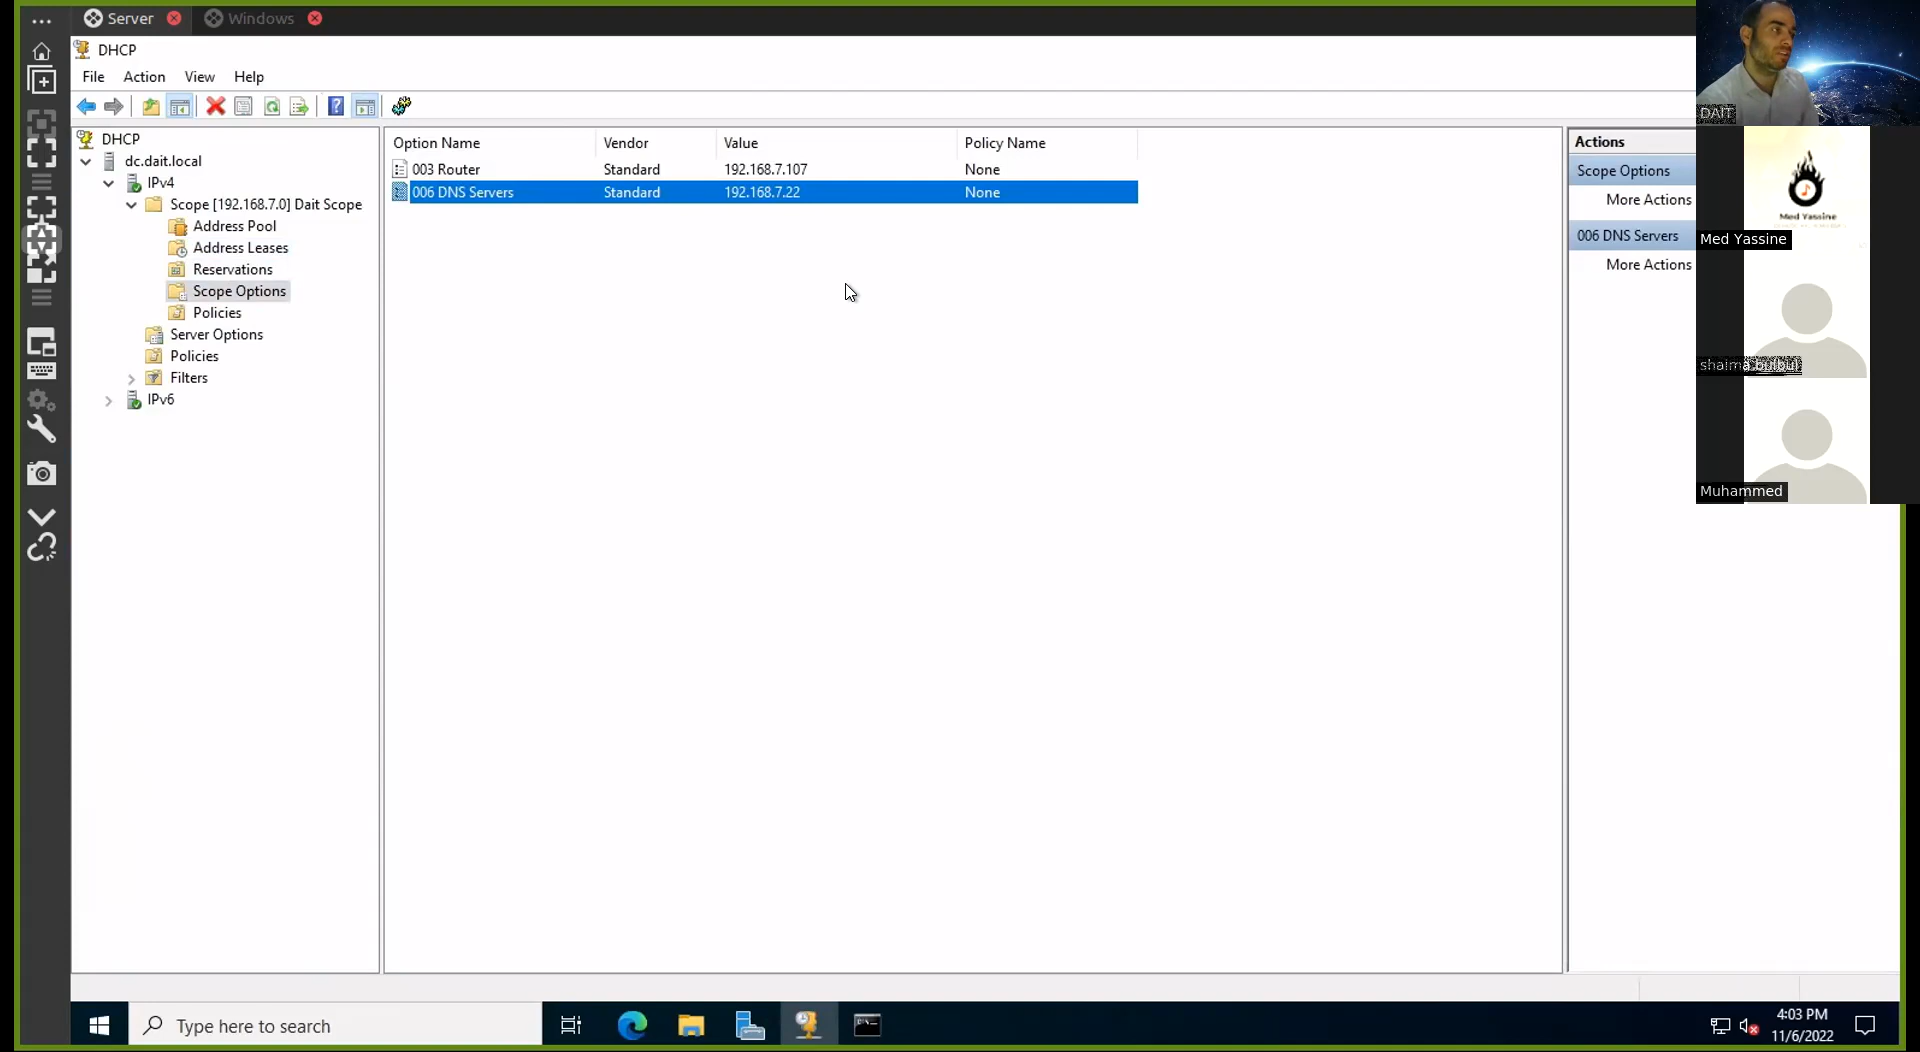 Server
Windows
DHCP
File Action View Help
DHCP
dc.dait.local
IPv4
Scope [192.168.7.0] Dait Scope
Address Pool
Address Leases
Reservations
Scope Options
Policies
Server Options
Policies
Filters
IPv6
Option Name Vendor Value Policy Name
003 Router Standard 192.168.7.107 None
006 DNS Servers Standard 192.168.7.22 None
Actions
Scope Options
More Actions
006 DNS Servers
More Actions
DAIT
Med Yassine
Med Yassine
shaima bulbul
Muhammed
Type here to search
4:03 PM
11/6/2022